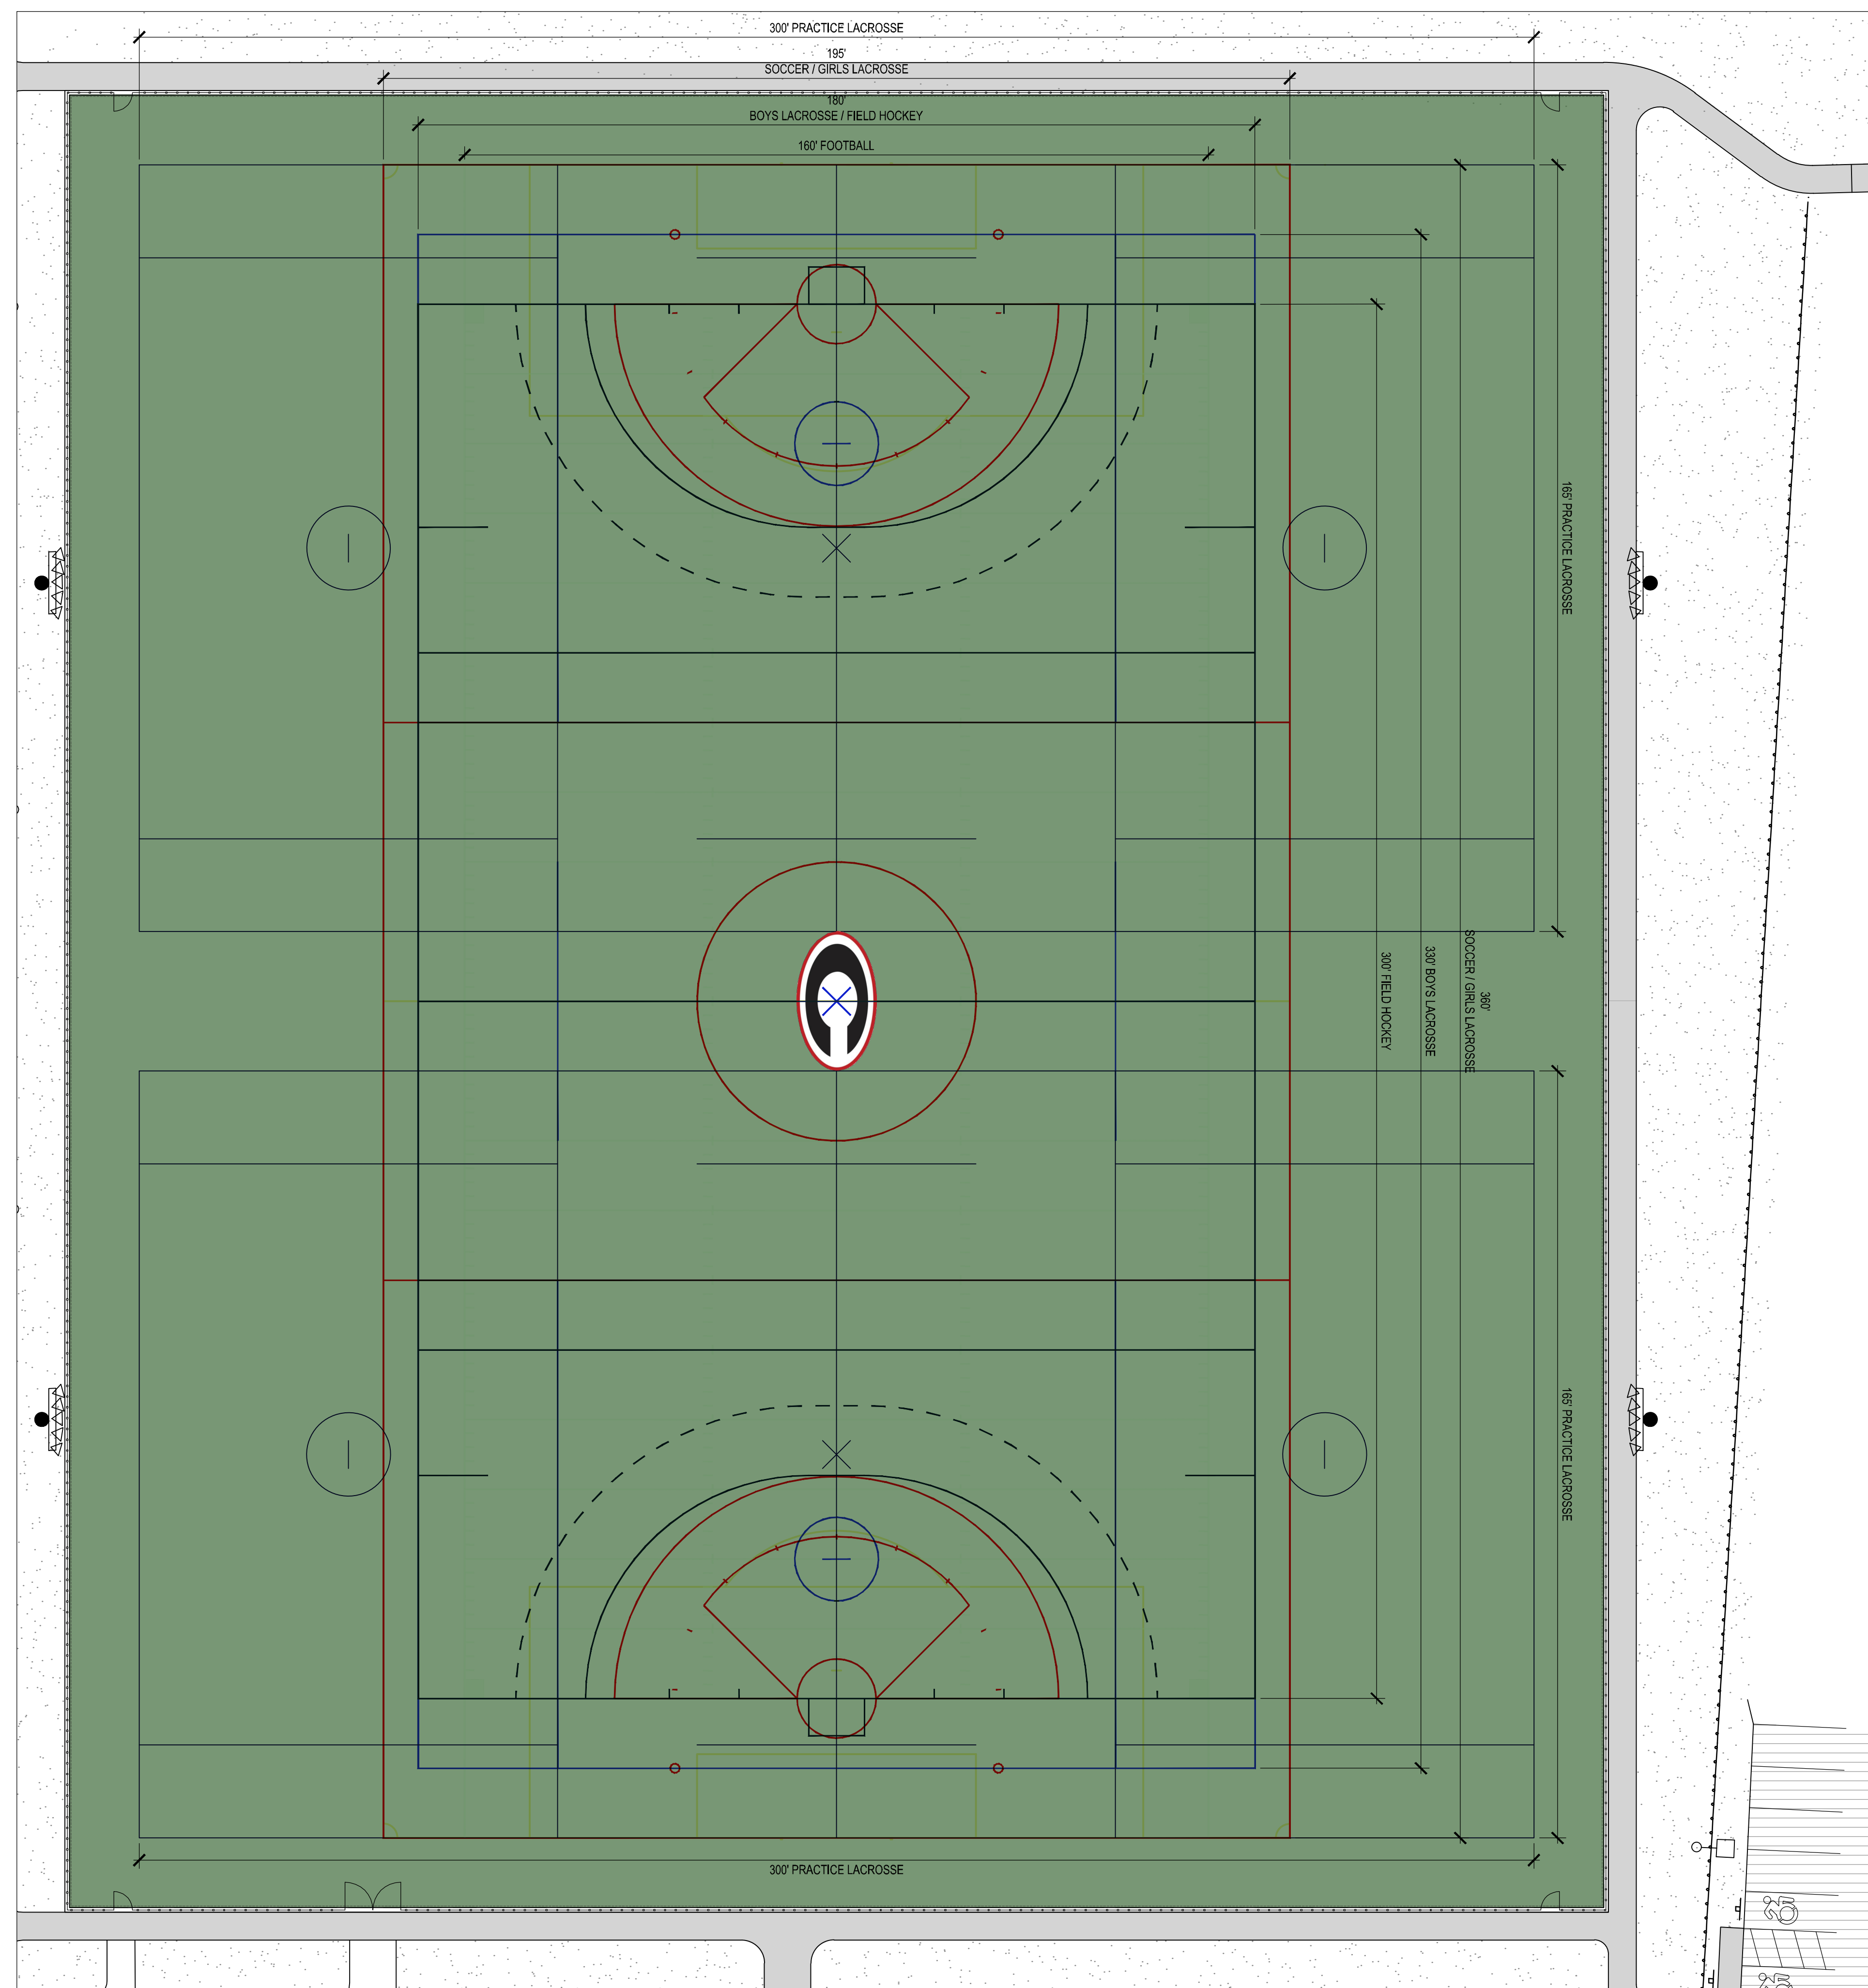 300' PRACTICE LACROSSE
195'
SOCCER / GIRLS LACROSSE
180'
BOYS LACROSSE / FIELD HOCKEY
160' FOOTBALL
165' PRACTICE LACROSSE
300' FIELD HOCKEY
330' BOYS LACROSSE
360'
SOCCER / GIRLS LACROSSE
165' PRACTICE LACROSSE
300' PRACTICE LACROSSE